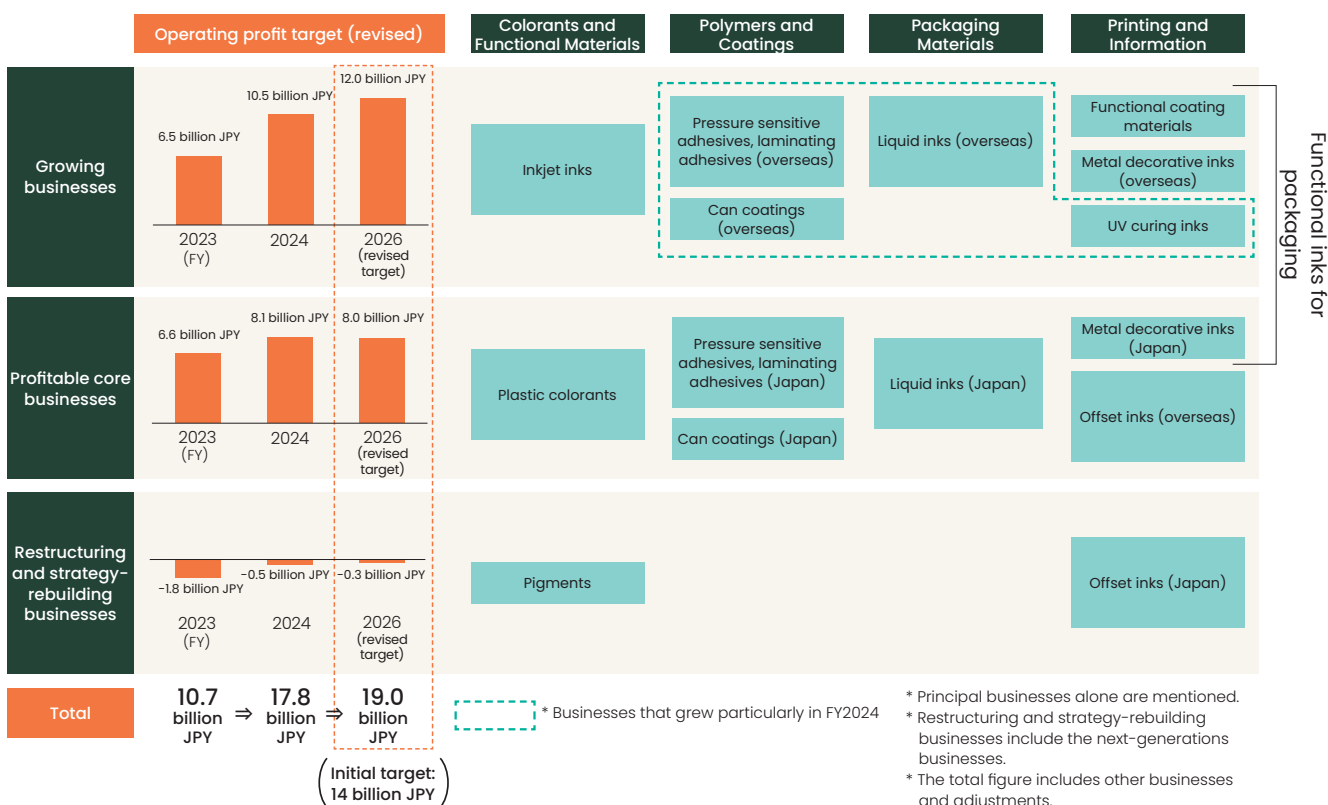 Operating profit target (revised)
Colorants and
Functional Materials
Polymers and
Coatings
Packaging
Materials
Printing and
Information
Growing
businesses
6.5 billion JPY
10.5 billion JPY
12.0 billion JPY
2023
(FY)
2024
2026
(revised
target)
Inkjet inks
Pressure sensitive
adhesives, laminating
adhesives (overseas)
Can coatings
(overseas)
Liquid inks (overseas)
Functional coating
materials
Metal decorative inks
(overseas)
UV curing inks
Functional inks for
packaging
Profitable core
businesses
6.6 billion JPY
8.1 billion JPY
8.0 billion JPY
2023
(FY)
2024
2026
(revised
target)
Plastic colorants
Pressure sensitive
adhesives, laminating
adhesives (Japan)
Can coatings (Japan)
Liquid inks (Japan)
Metal decorative inks
(Japan)
Offset inks (overseas)
Restructuring
and strategy-
rebuilding
businesses
-1.8 billion JPY
-0.5 billion JPY
-0.3 billion JPY
2023
(FY)
2024
2026
(revised
target)
Pigments
Offset inks (Japan)
Total
10.7
billion
JPY
⇒
17.8
billion
JPY
⇒
19.0
billion
JPY
(Initial target:
14 billion JPY)
* Businesses that grew particularly in FY2024
* Principal businesses alone are mentioned.
* Restructuring and strategy-rebuilding
businesses include the next-generations
businesses.
* The total figure includes other businesses
and adjustments.